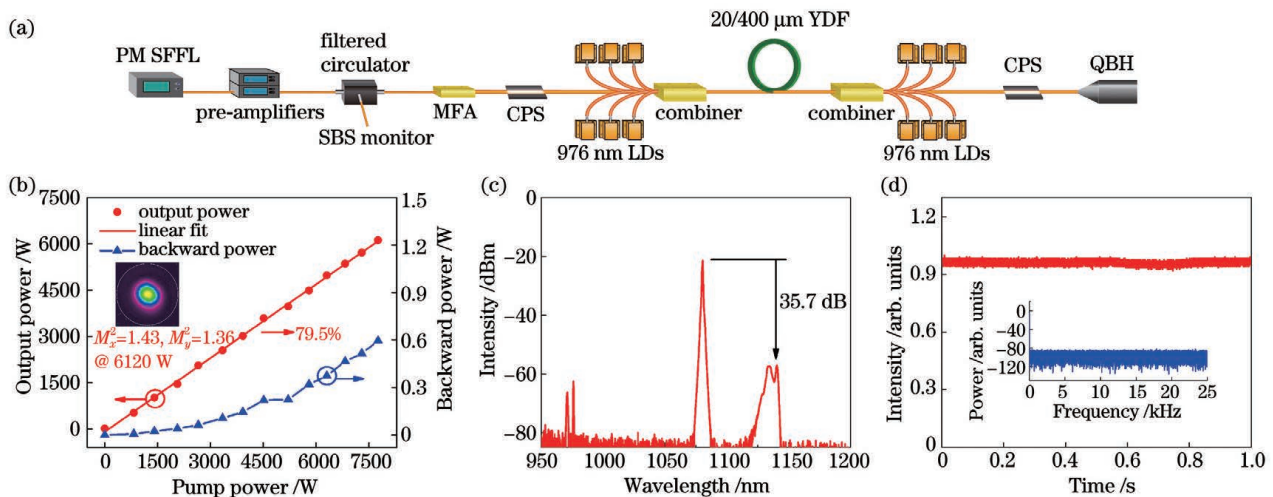 (a)
PM SFFL
pre-amplifiers
filtered
circulator
SBS monitor
MFA
CPS
976 nm LDs
combiner
20/400 μm YDF
combiner
976 nm LDs
CPS
QBH
(b)
Output power /W
7500
6000
4500
3000
1500
0
output power
linear fit
backward power
M²x=1.43, M²y=1.36
@ 6120 W
79.5%
1.5
1.2
0.9
0.6
0.3
0
Backward power /W
0 1500 3000 4500 6000 7500
Pump power /W
(c)
Intensity /dBm
0
−20
−40
−60
−80
35.7 dB
950 1000 1050 1150 1200
Wavelength /nm
(d)
Intensity /arb. units
1.2
0.9
0.6
0.3
0
Power /arb. units
0
−40
−80
−120
0 5 10 15 20 25
Frequency /kHz
0 0.2 0.4 0.6 0.8 1.0
Time /s